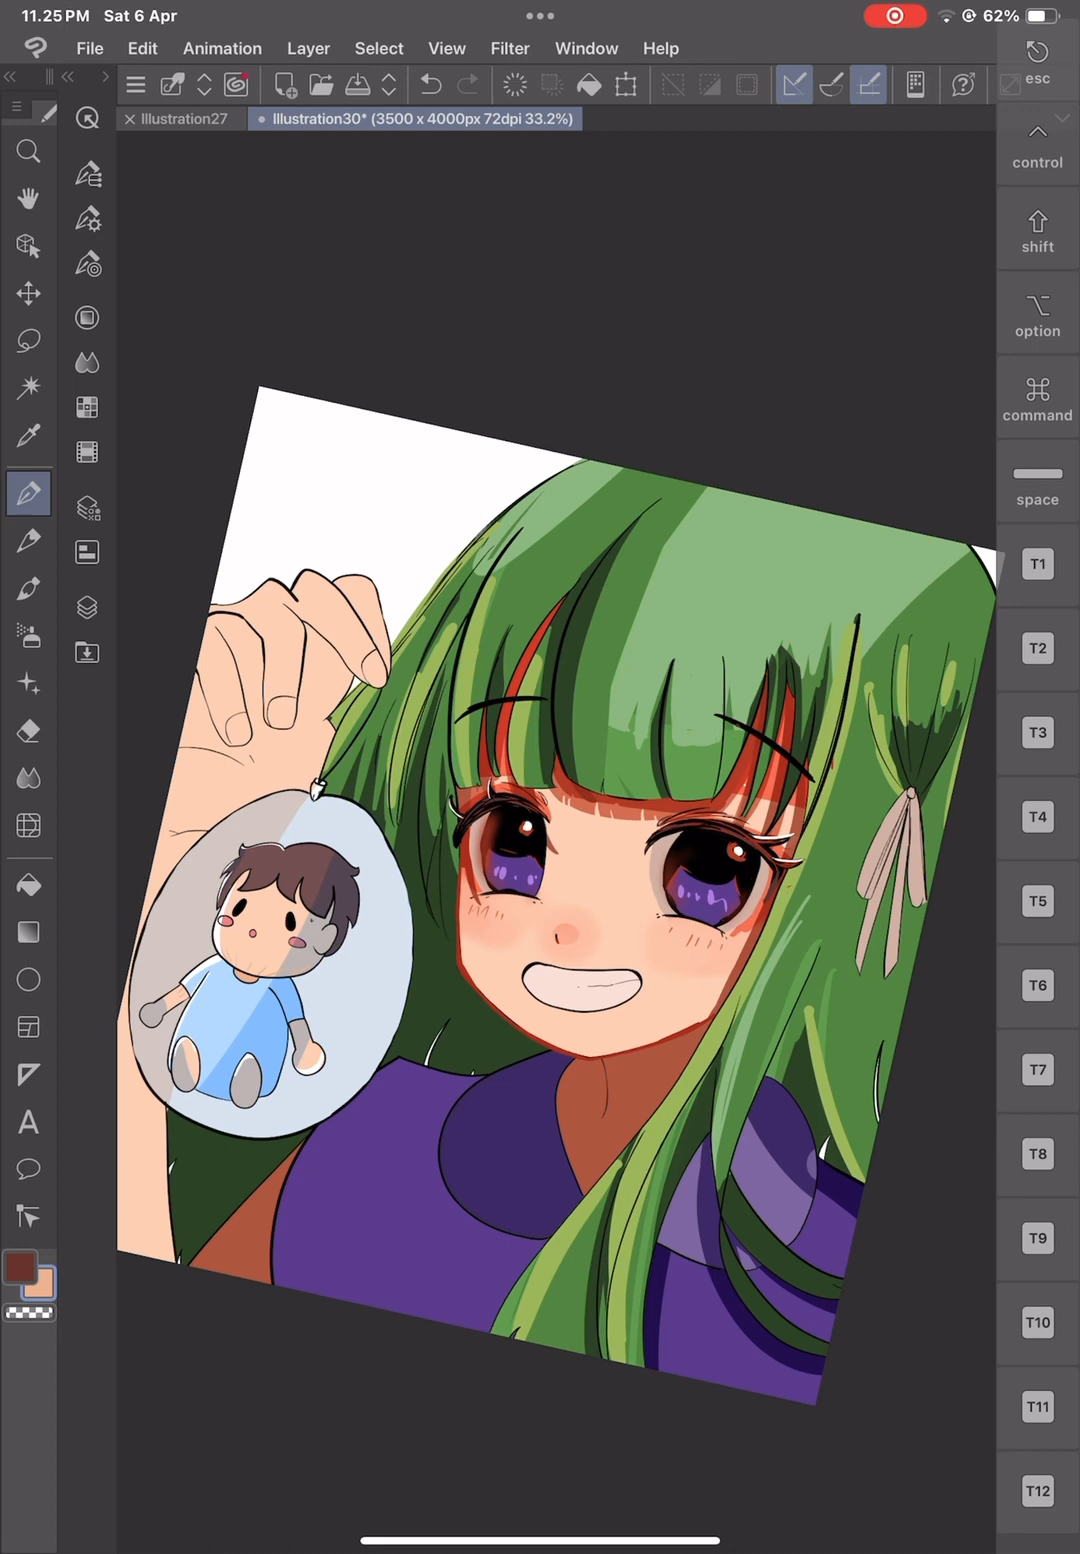 11.25 PM Sat 6 Apr
62%
File Edit Animation Layer Select View Filter Window Help
esc
Illustration27
Illustration30* (3500 x 4000px 72dpi 33.2%)
control
shift
option
command
space
T1
T2
T3
T4
T5
T6
T7
T8
T9
T10
T11
T12